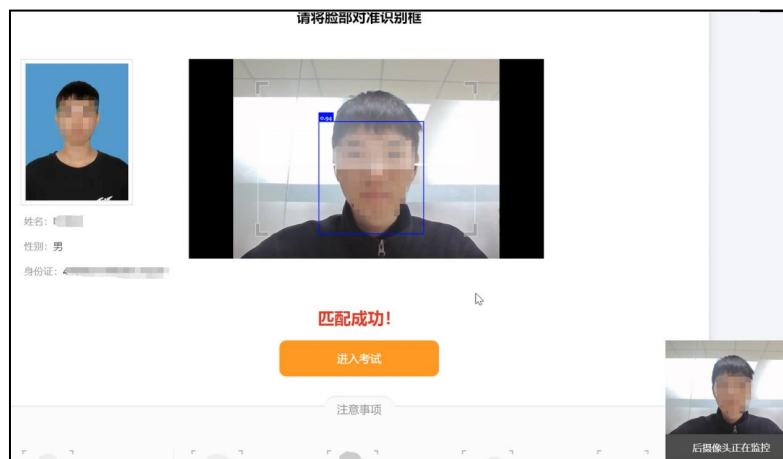 请将脸部对准识别框
0.94
姓名:
性别: 男
身份证:
匹配成功!
进入考试
注意事项
后摄像头正在监控